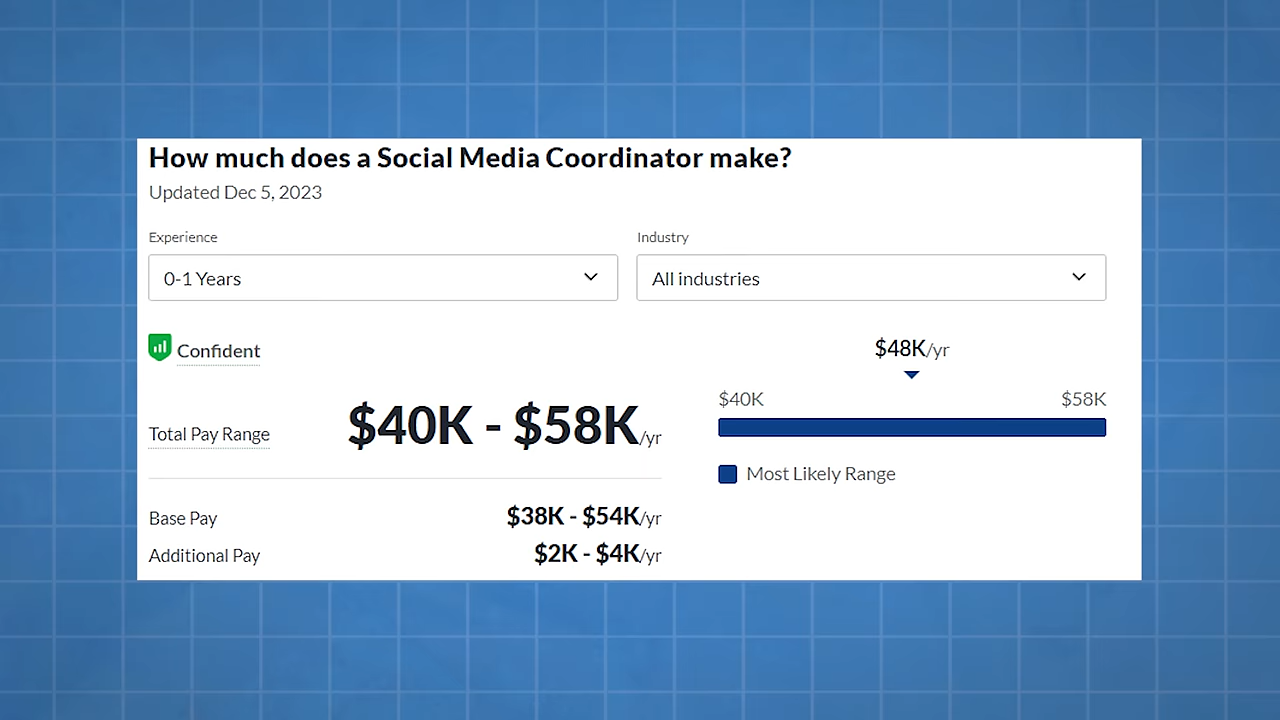 How much does a Social Media Coordinator make?
Updated Dec 5, 2023
Experience
Industry
0-1 Years
All industries
Confident
$48K/yr
$40K
$58K
Total Pay Range
$40K - $58K/yr
Most Likely Range
Base Pay
$38K - $54K/yr
Additional Pay
$2K - $4K/yr